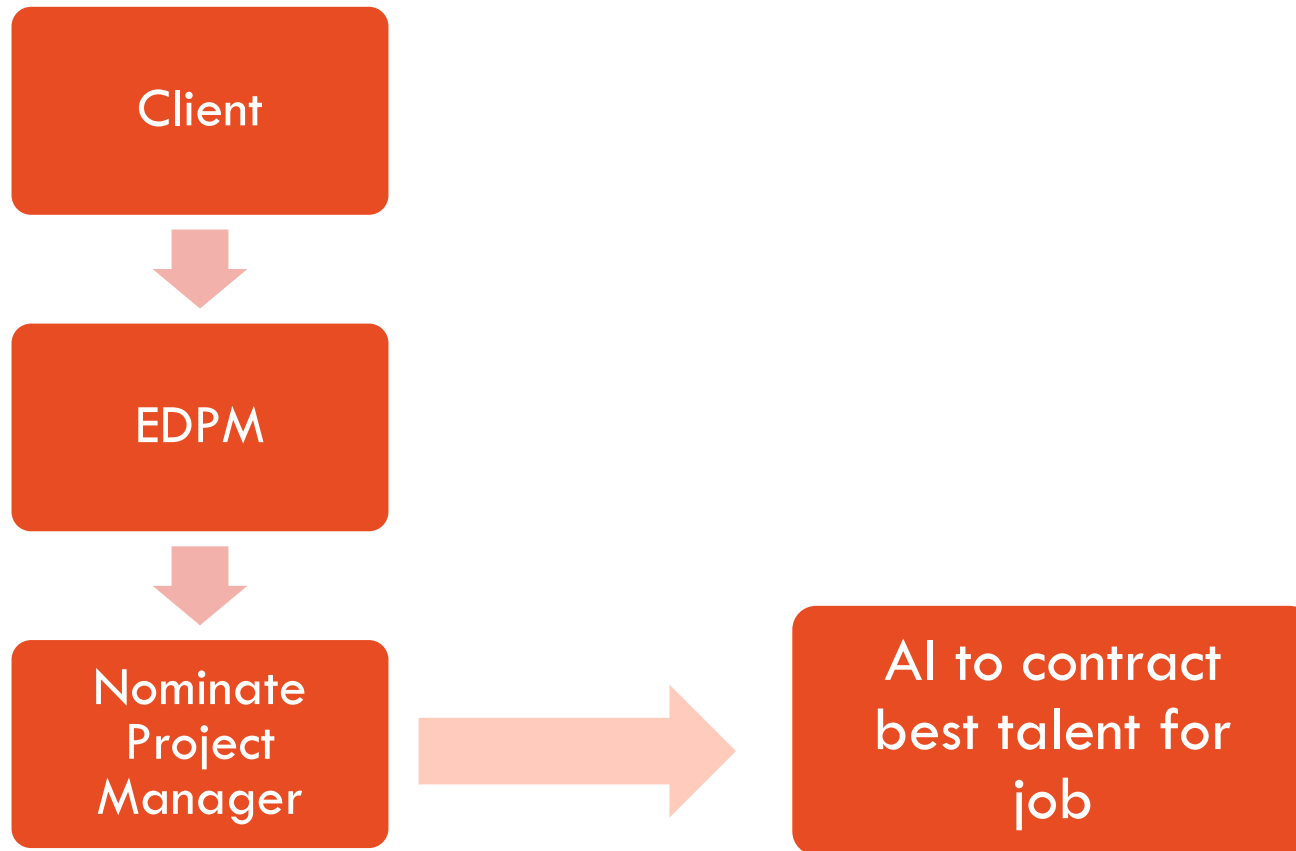 Client
EDPM
Nominate
Project
Manager
AI to contract
best talent for
job